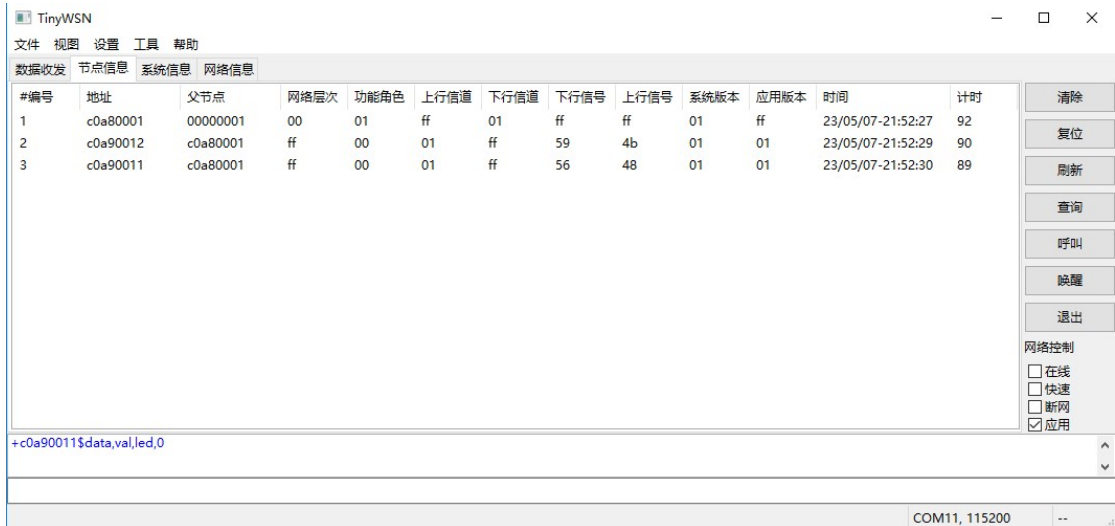 TinyWSN
文件 视图 设置 工具 帮助
数据收发 节点信息 系统信息 网络信息
#编号 地址 父节点 网络层次 功能角色 上行信道 下行信道 下行信号 上行信号 系统版本 应用版本 时间 计时
1 c0a80001 00000001 00 01 ff 01 ff ff 01 ff 23/05/07-21:52:27 92
2 c0a90012 c0a80001 ff 00 01 ff 59 4b 01 01 23/05/07-21:52:29 90
3 c0a90011 c0a80001 ff 00 01 ff 56 48 01 01 23/05/07-21:52:30 89
清除
复位
刷新
查询
呼叫
唤醒
退出
网络控制
在线
快速
断网
应用
+c0a90011$data,val,led,0
COM11, 115200 --